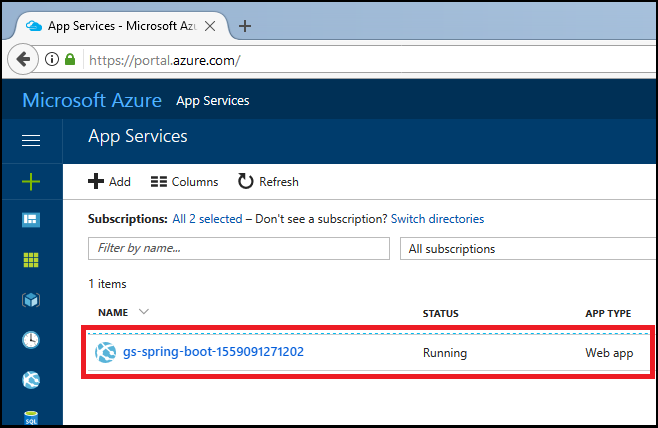 App Services - Microsoft Azu
https://portal.azure.com/
Microsoft Azure App Services
App Services
Add Columns Refresh
Subscriptions: All 2 selected – Don't see a subscription? Switch directories
Filter by name... All subscriptions
1 items
NAME STATUS APP TYPE
gs-spring-boot-1559091271202 Running Web app
SQL